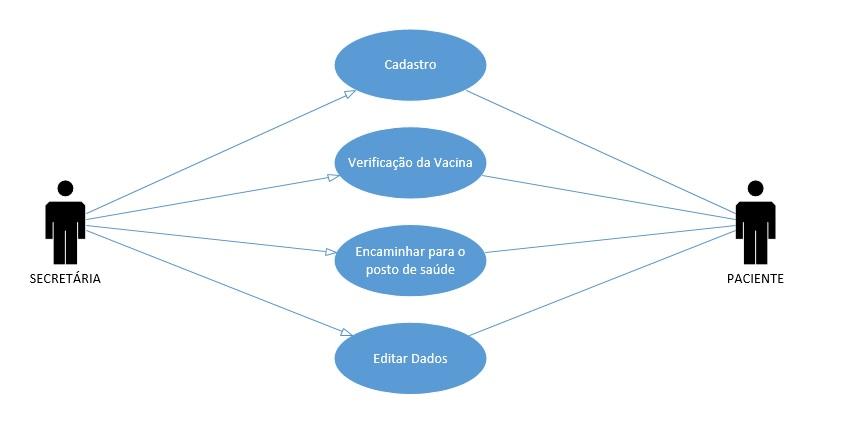 Cadastro
Verificação da Vacina
Encaminhar para o
posto de saúde
SECRETÁRIA
PACIENTE
Editar Dados